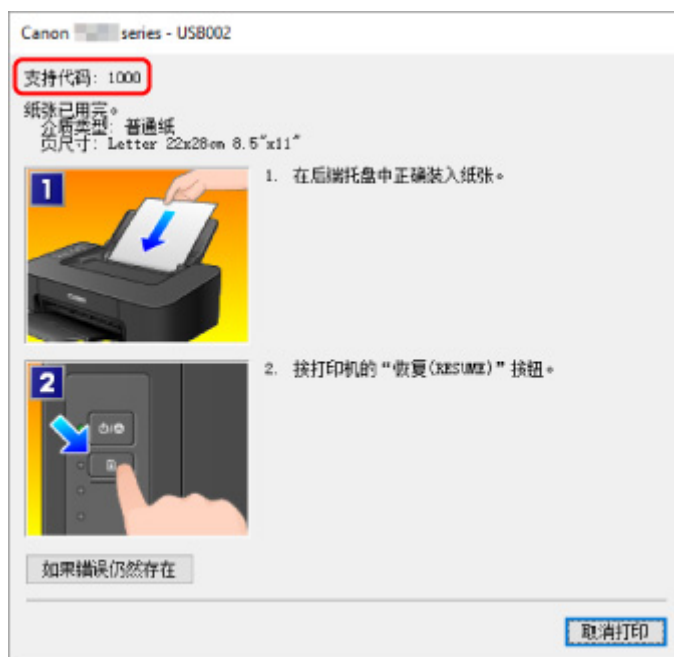 Canon series - USB002
支持代码: 1000
纸张已用完。
介质类型: 普通纸
页尺寸: Letter 22x28cm 8.5"x11"
1
1. 在后端托盘中正确装入纸张。
2
2. 按打印机的“恢复(RESUME)”按钮。
如果错误仍然存在
取消打印